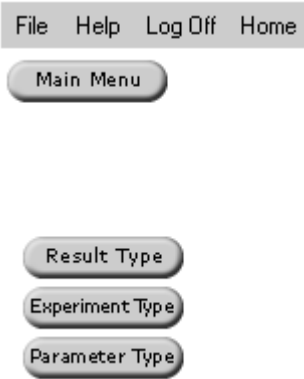 File Help Log Off Home
Main Menu
Result Type
Experiment Type
Parameter Type